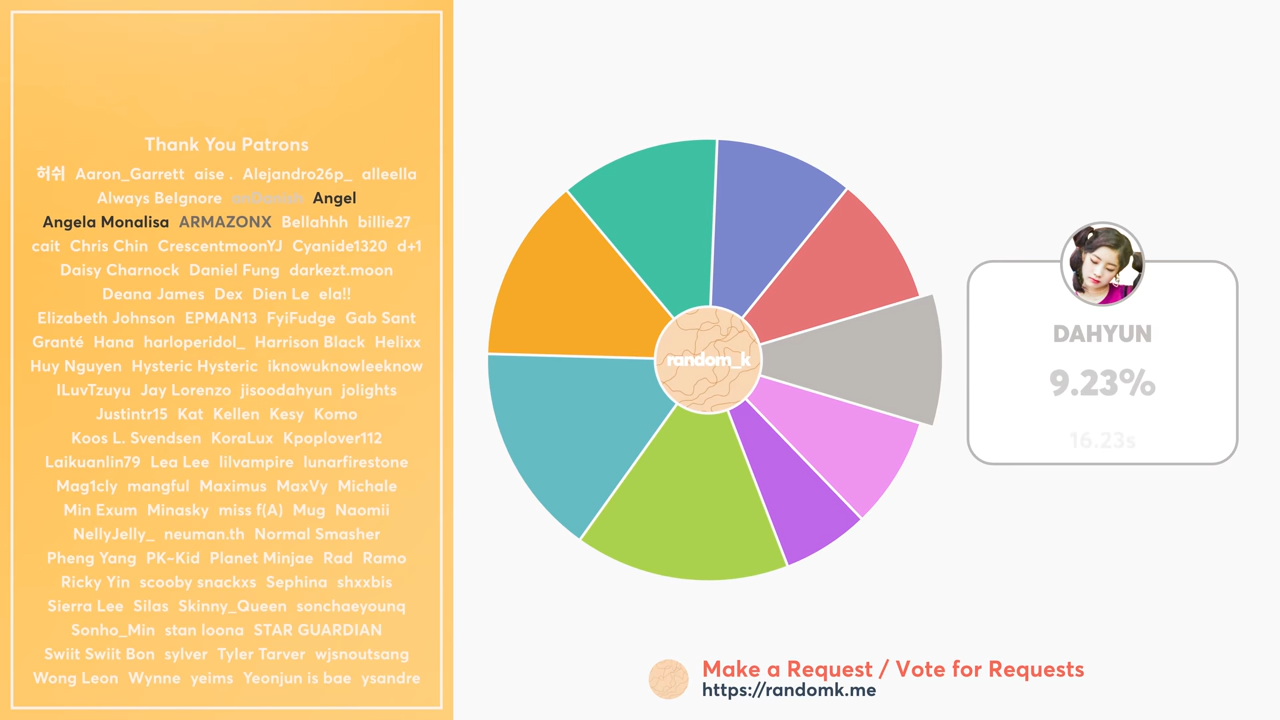 Thank You Patrons
허쉬 Aaron_Garrett aise . Alejandro26p_ alleella
Always BeIgnore Angel
Angela Monalisa ARMAZONX Bellahhh billie27
cait Chris Chin CrescentmoonYJ Cyanide1320 d+1
Daisy Charnock Daniel Fung darkezt.moon
Deana James Dex Dien Le ela!!
Elizabeth Johnson EPMAN13 FyiFudge Gab Sant
Granté Hana harloperidol_ Harrison Black Helixx
Huy Nguyen Hysteric Hysteric iknowuknowleeknow
ILuvTzuyu Jay Lorenzo jisoodahyun jolights
Justintr15 Kat Kellen Kesy Komo
Koos L. Svendsen KoraLux Kpoplover112
Laikuanlin79 Lea Lee lilvampire lunarfirestone
Mag1cly mangful Maximus MaxVy Michale
Min Exum Minasky miss f(A) Mug Naomii
NellyJelly_ neuman.th Normal Smasher
Pheng Yang PK-Kid Planet Minjae Rad Ramo
Ricky Yin scooby snackxs Sephina shxxbis
Sierra Lee Silas Skinny_Queen sonchaeyounq
Sonho_Min stan loona STAR GUARDIAN
Swiit Swiit Bon sylver Tyler Tarver wjsnoutsang
Wong Leon Wynne yeims Yeonjun is bae ysandre
random_k
DAHYUN
9.23%
16.23s
Make a Request / Vote for Requests
https://randomk.me